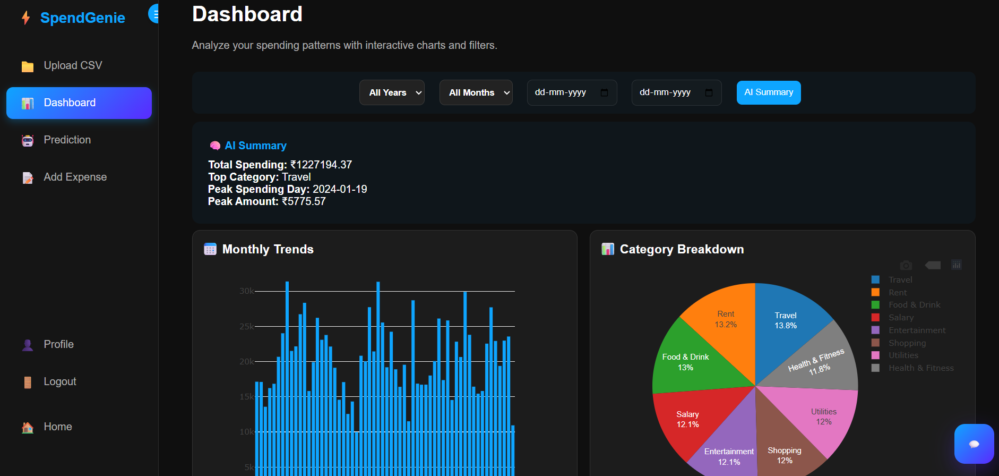 SpendGenie
Upload CSV
Dashboard
Prediction
Add Expense
Profile
Logout
Home
Dashboard
Analyze your spending patterns with interactive charts and filters.
All Years
All Months
dd-mm-yyyy
dd-mm-yyyy
AI Summary
AI Summary
Total Spending: ₹1227194.37
Top Category: Travel
Peak Spending Day: 2024-01-19
Peak Amount: ₹5775.57
Monthly Trends
30k
25k
20k
15k
10k
5k
Category Breakdown
Travel
Rent
Food & Drink
Salary
Entertainment
Shopping
Utilities
Health & Fitness
Rent
13.2%
Travel
13.8%
Food & Drink
13%
Health & Fitness
11.8%
Salary
12.1%
Utilities
12%
Entertainment
12.1%
Shopping
12%